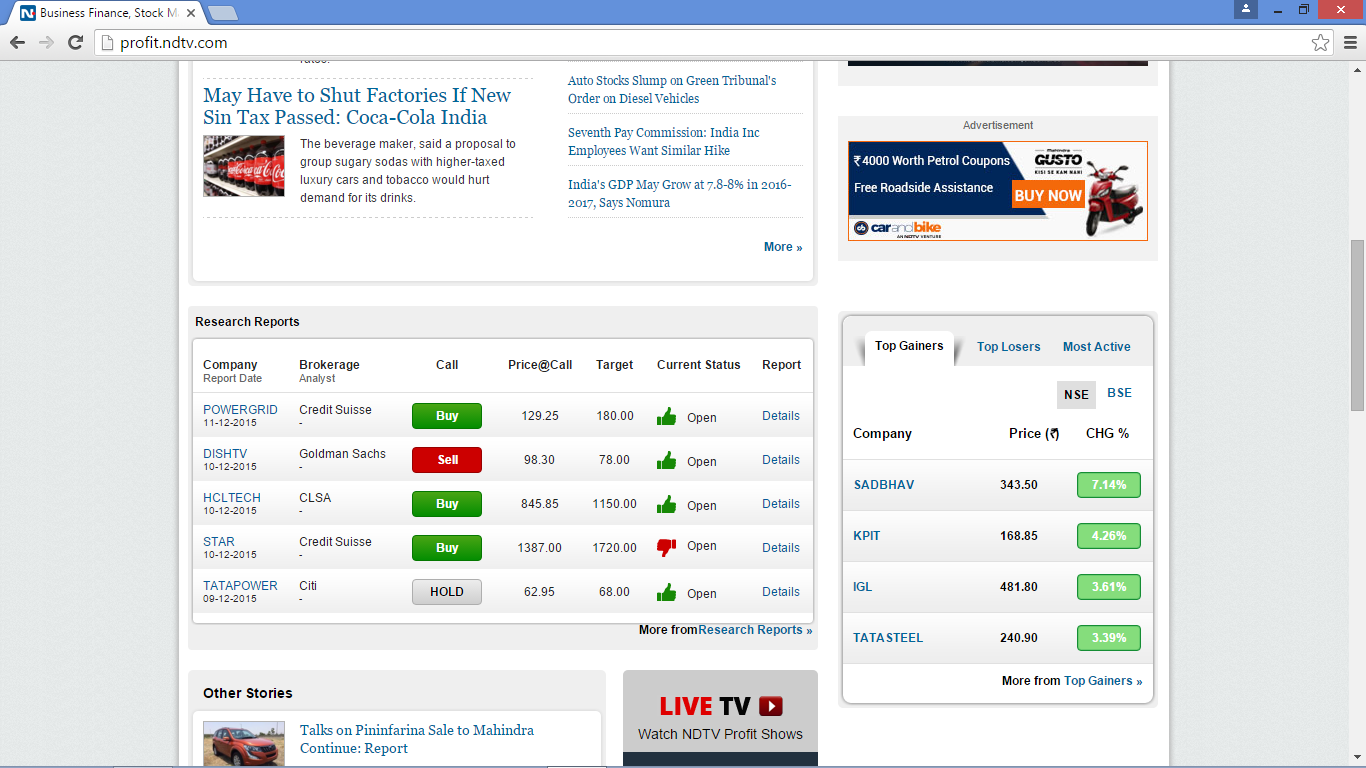 Business Finance, Stock M
profit.ndtv.com
May Have to Shut Factories If New
Sin Tax Passed: Coca-Cola India
The beverage maker, said a proposal to
group sugary sodas with higher-taxed
luxury cars and tobacco would hurt
demand for its drinks.
Auto Stocks Slump on Green Tribunal's
Order on Diesel Vehicles
Seventh Pay Commission: India Inc
Employees Want Similar Hike
India's GDP May Grow at 7.8-8% in 2016-
2017, Says Nomura
More »
Advertisement
₹4000 Worth Petrol Coupons
Free Roadside Assistance
Mahindra
GUSTO
KISI SE KAM NAHI
BUY NOW
carandbike
AN NDTV VENTURE
Research Reports
Company Brokerage Call Price@Call Target Current Status Report
Report Date Analyst
POWERGRID Credit Suisse Buy 129.25 180.00 Open Details
11-12-2015 -
DISHTV Goldman Sachs Sell 98.30 78.00 Open Details
10-12-2015 -
HCLTECH CLSA Buy 845.85 1150.00 Open Details
10-12-2015 -
STAR Credit Suisse Buy 1387.00 1720.00 Open Details
10-12-2015 -
TATAPOWER Citi HOLD 62.95 68.00 Open Details
09-12-2015 -
More fromResearch Reports »
Top Gainers Top Losers Most Active
NSE BSE
Company Price (₹) CHG %
SADBHAV 343.50 7.14%
KPIT 168.85 4.26%
IGL 481.80 3.61%
TATASTEEL 240.90 3.39%
More from Top Gainers »
Other Stories
Talks on Pininfarina Sale to Mahindra
Continue: Report
LIVE TV
Watch NDTV Profit Shows